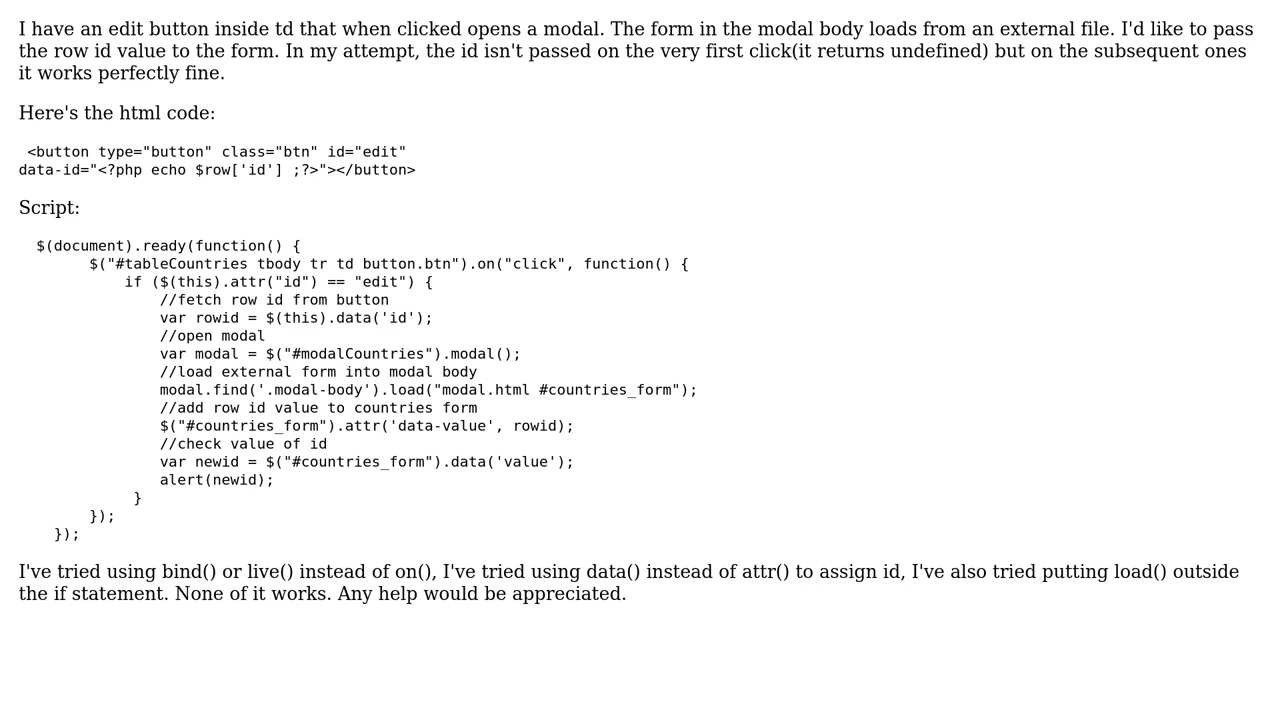 I have an edit button inside td that when clicked opens a modal. The form in the modal body loads from an external file. I'd like to pass
the row id value to the form. In my attempt, the id isn't passed on the very first click(it returns undefined) but on the subsequent ones
it works perfectly fine.
Here's the html code:
<button type="button" class="btn" id="edit"
data-id="<?php echo $row['id'] ;?>"></button>
Script:
$(document).ready(function() {
$("#tableCountries tbody tr td button.btn").on("click", function() {
if ($(this).attr("id") == "edit") {
//fetch row id from button
var rowid = $(this).data('id');
//open modal
var modal = $("#modalCountries").modal();
//load external form into modal body
modal.find('.modal-body').load("modal.html #countries_form");
//add row id value to countries form
$("#countries_form").attr('data-value', rowid);
//check value of id
var newid = $("#countries_form").data('value');
alert(newid);
}
});
});
I've tried using bind() or live() instead of on(), I've tried using data() instead of attr() to assign id, I've also tried putting load() outside
the if statement. None of it works. Any help would be appreciated.